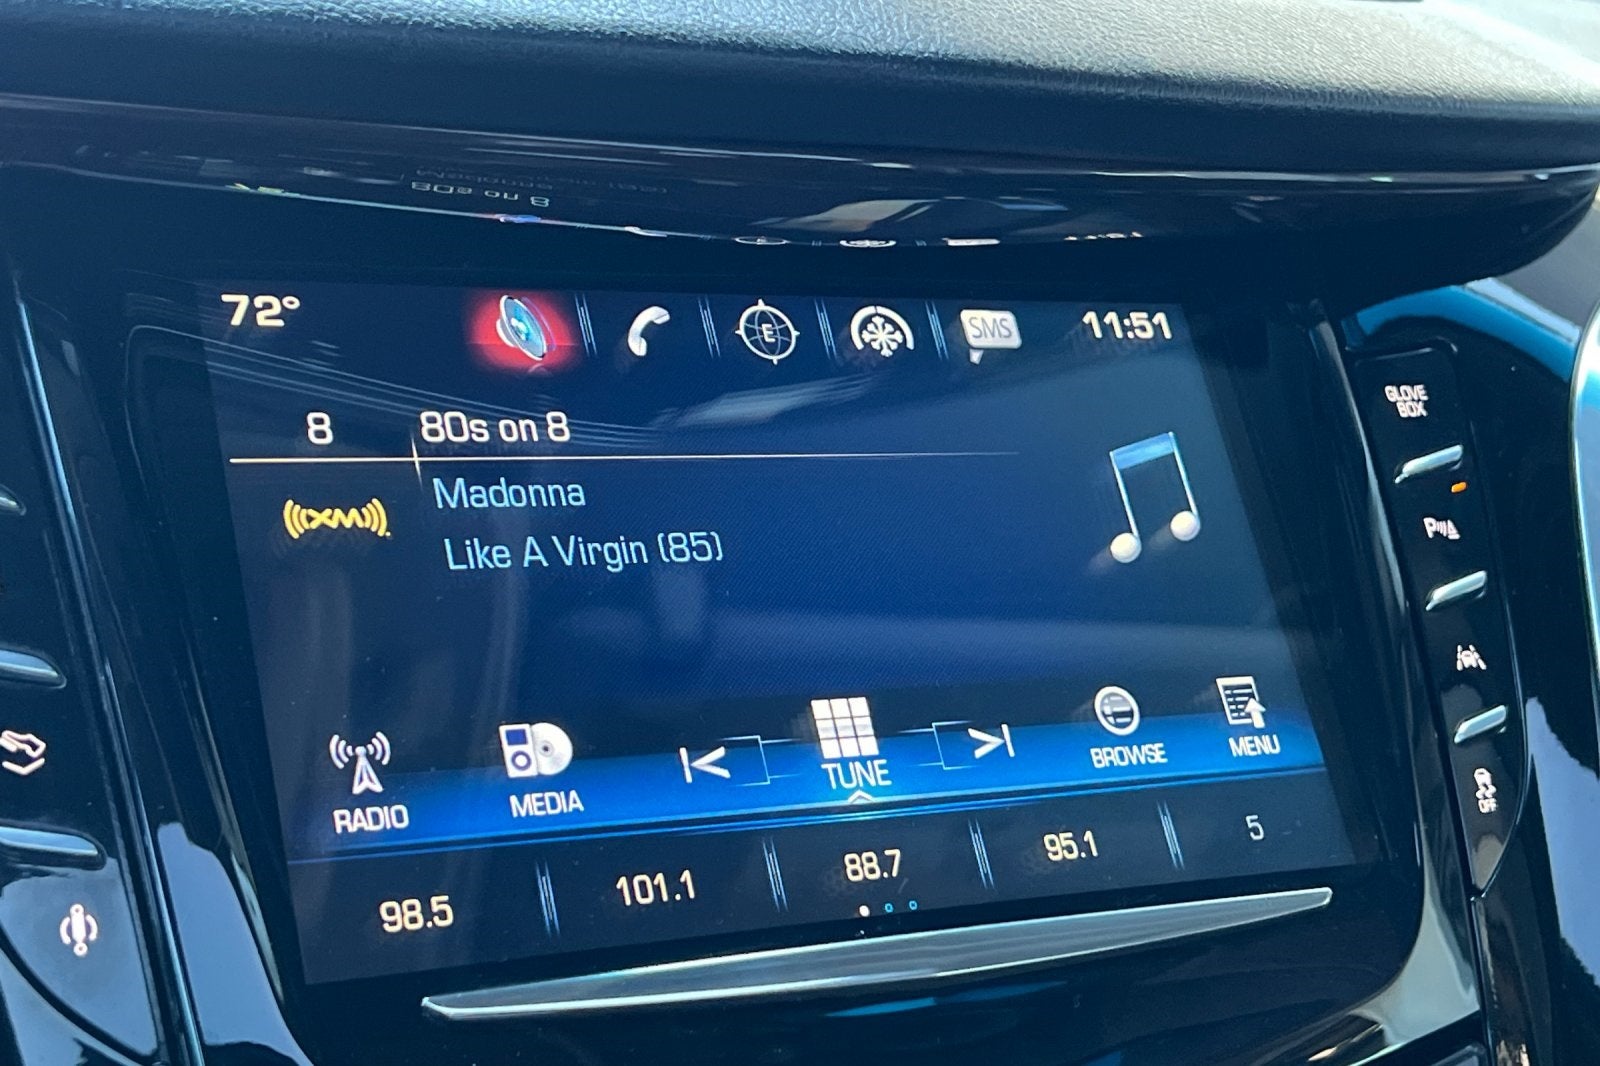 72°
E
SMS
11:51
8 80s on 8
XM
Madonna
Like A Virgin (85)
RADIO
MEDIA
TUNE
BROWSE
MENU
98.5
101.1
88.7
95.1
5
GLOVE
BOX
P
OFF